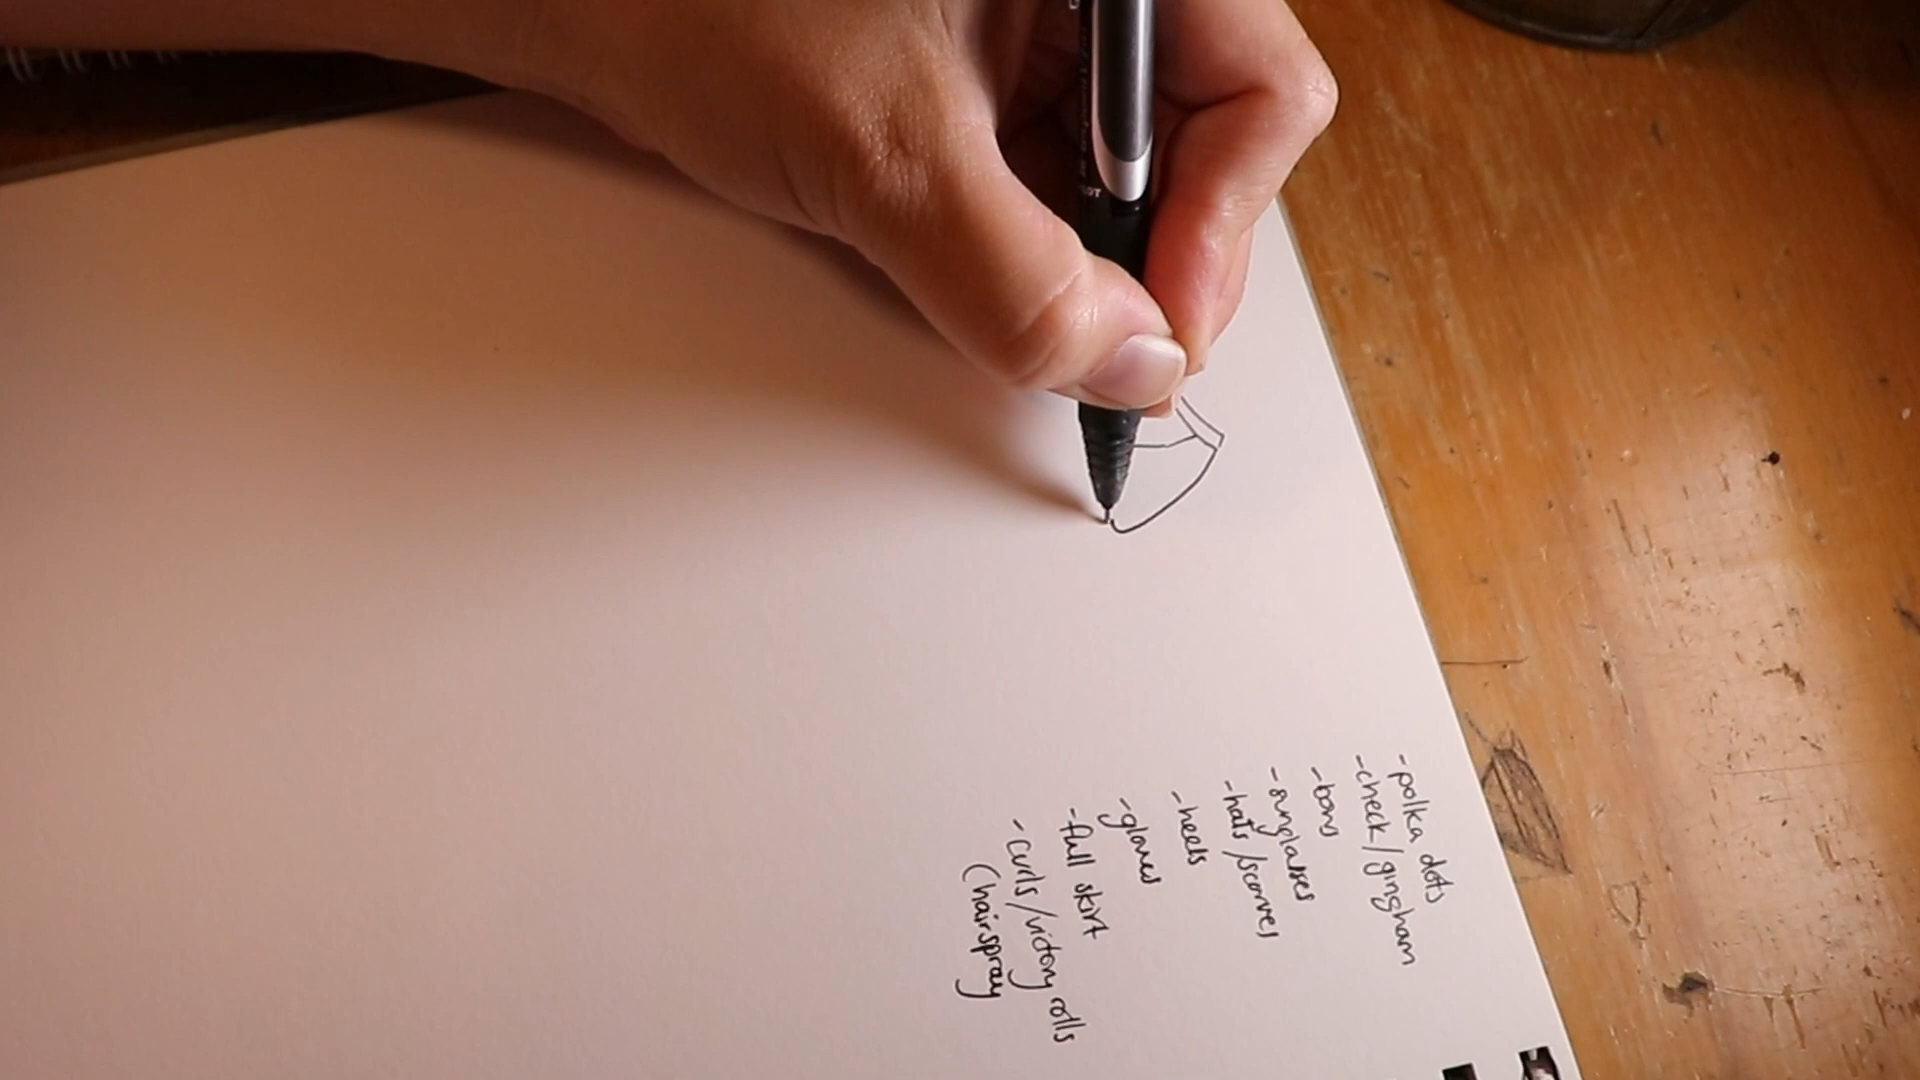 -polka dots
-check/gingham
-bows
-sunglasses
-hats/scarves
-heels
-gloves
-full skirt
-curls/victory rolls
(hairspray